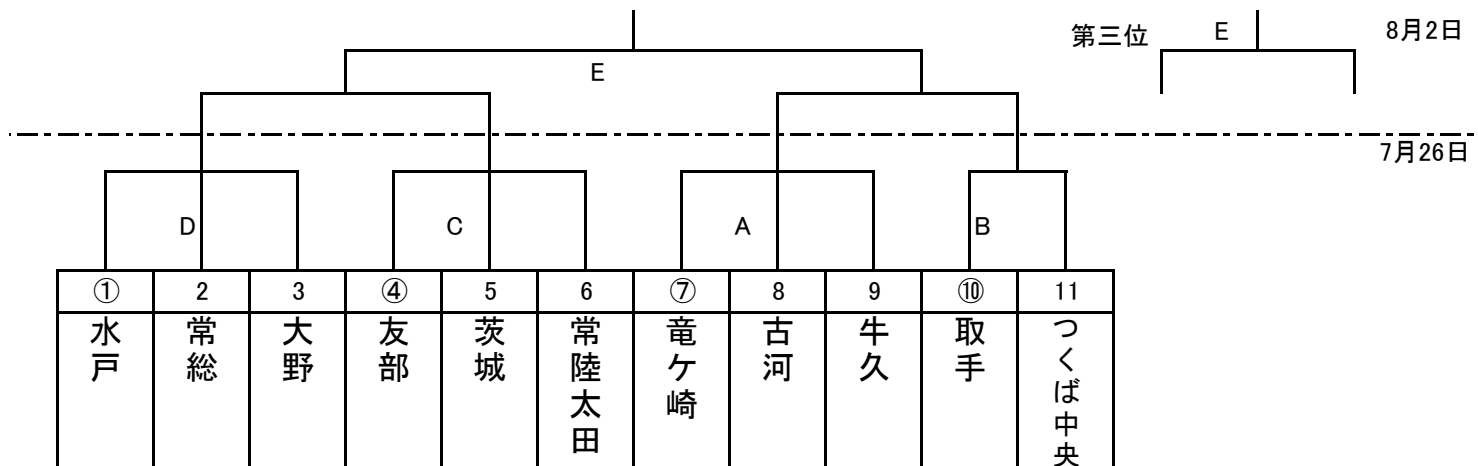 第三位 E 8月2日
E
7月26日
D C A B
① 2 3 ④ 5 6 ⑦ 8 9 ⑩ 11
水戸
常総
大野
友部
茨城
常陸太田
竜ケ崎
古河
牛久
取手
つくば中央